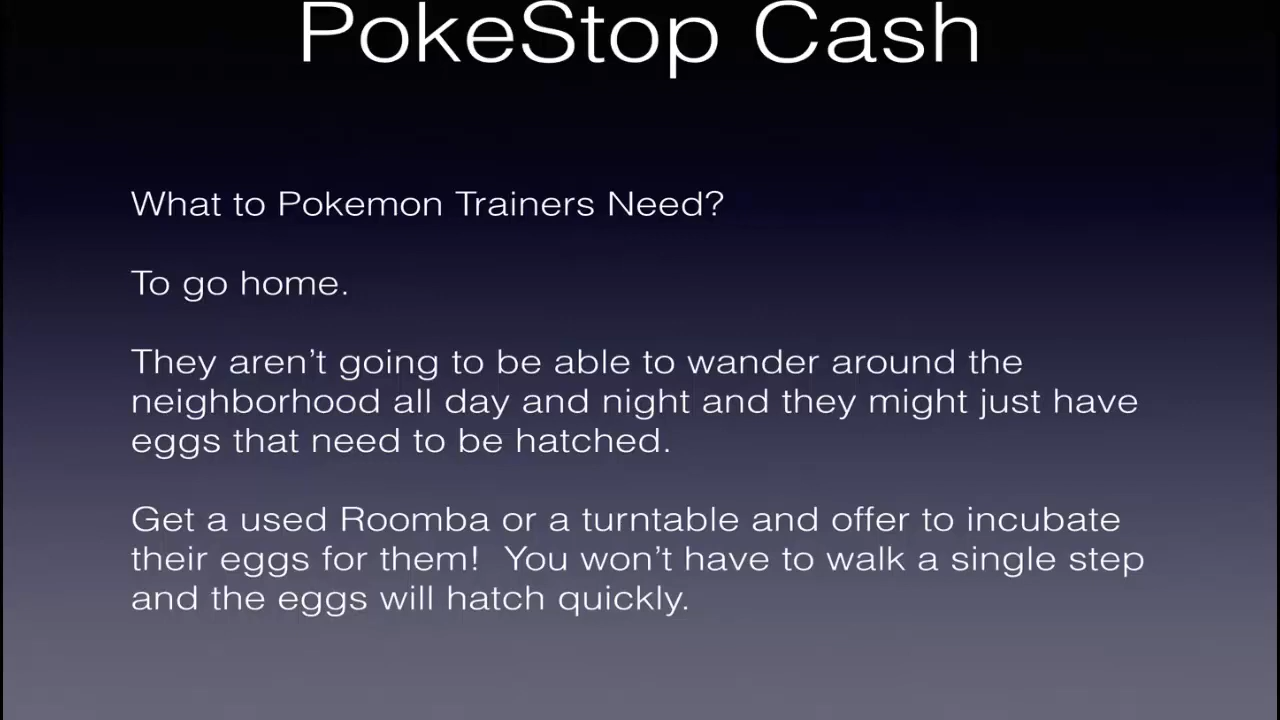 PokeStop Cash
What to Pokemon Trainers Need?
To go home.
They aren’t going to be able to wander around the
neighborhood all day and night and they might just have
eggs that need to be hatched.
Get a used Roomba or a turntable and offer to incubate
their eggs for them!  You won’t have to walk a single step
and the eggs will hatch quickly.